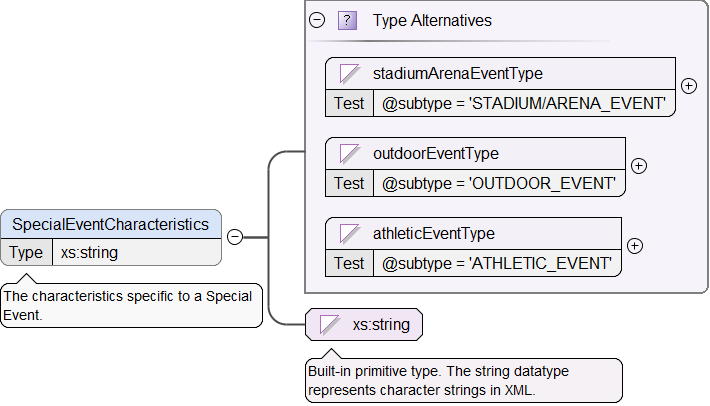 ? Type Alternatives
stadiumArenaEventType
Test @subtype = 'STADIUM/ARENA_EVENT'
outdoorEventType
Test @subtype = 'OUTDOOR_EVENT'
athleticEventType
Test @subtype = 'ATHLETIC_EVENT'
SpecialEventCharacteristics
Type xs:string
The characteristics specific to a Special
Event.
xs:string
Built-in primitive type. The string datatype
represents character strings in XML.